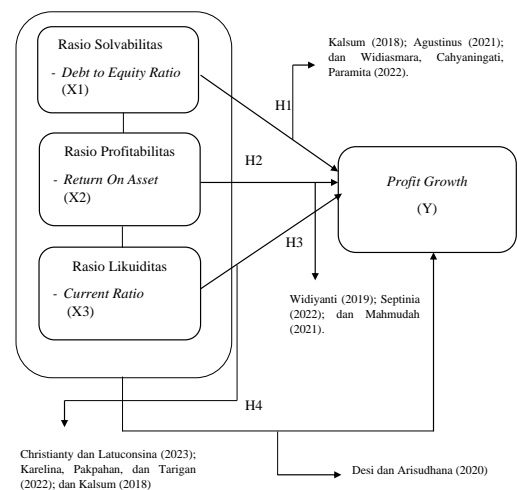 Rasio Solvabilitas
- Debt to Equity Ratio
(X1)
Rasio Profitabilitas
- Return On Asset
(X2)
Rasio Likuiditas
- Current Ratio
(X3)
H1
H2
H3
H4
Kalsum (2018); Agustinus (2021);
dan Widiasmara, Cahyaningati,
Paramita (2022).
Profit Growth
(Y)
Widiyanti (2019); Septinia
(2022); dan Mahmudah
(2021).
Christianty dan Latuconsina (2023);
Karelina, Pakpahan, dan Tarigan
(2022); dan Kalsum (2018)
Desi dan Arisudhana (2020)